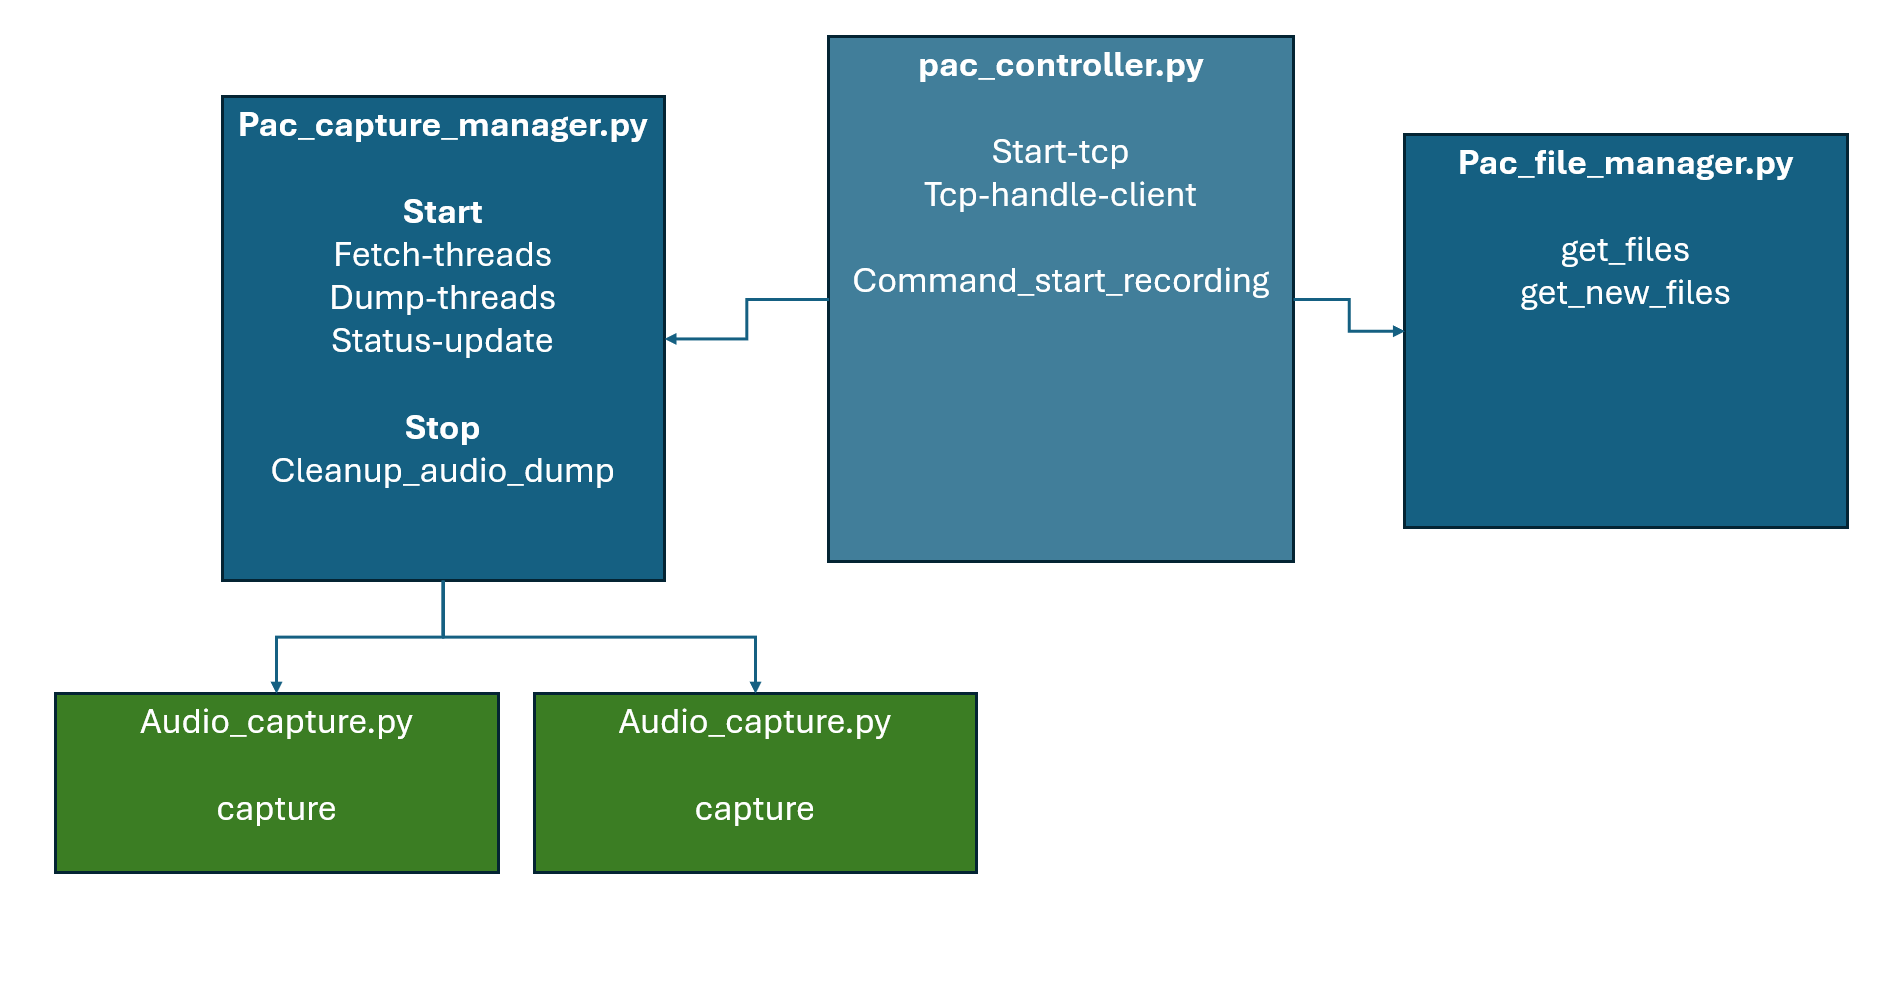 Pac_capture_manager.py
Start
Fetch-threads
Dump-threads
Status-update
Stop
Cleanup_audio_dump
pac_controller.py
Start-tcp
Tcp-handle-client
Command_start_recording
Pac_file_manager.py
get_files
get_new_files
Audio_capture.py
capture
Audio_capture.py
capture